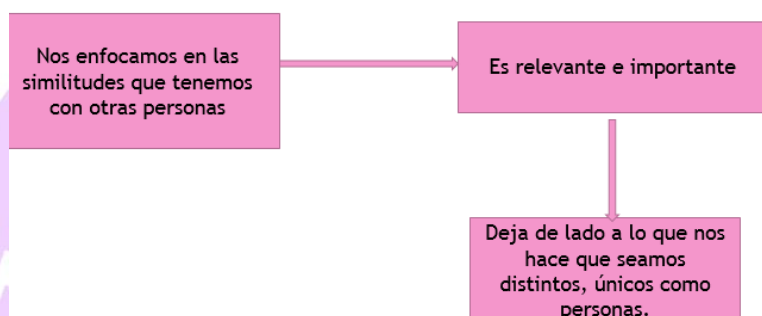 Nos enfocamos en las
similitudes que tenemos
con otras personas
Es relevante e importante
Deja de lado a lo que nos
hace que seamos
distintos, únicos como
personas.